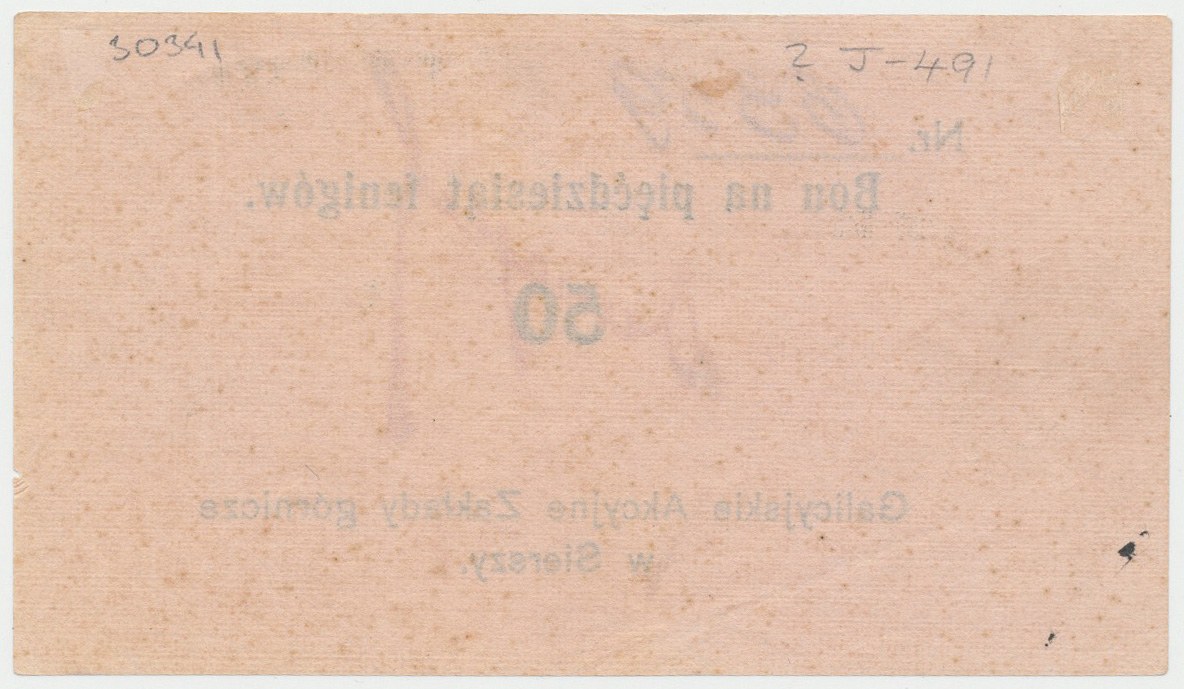 30341
? J-491
Nr.
Bon na pięćdziesiąt fenigów.
50
Galicyjskie Akcyjne Zakłady górnicze
w Sierszy.